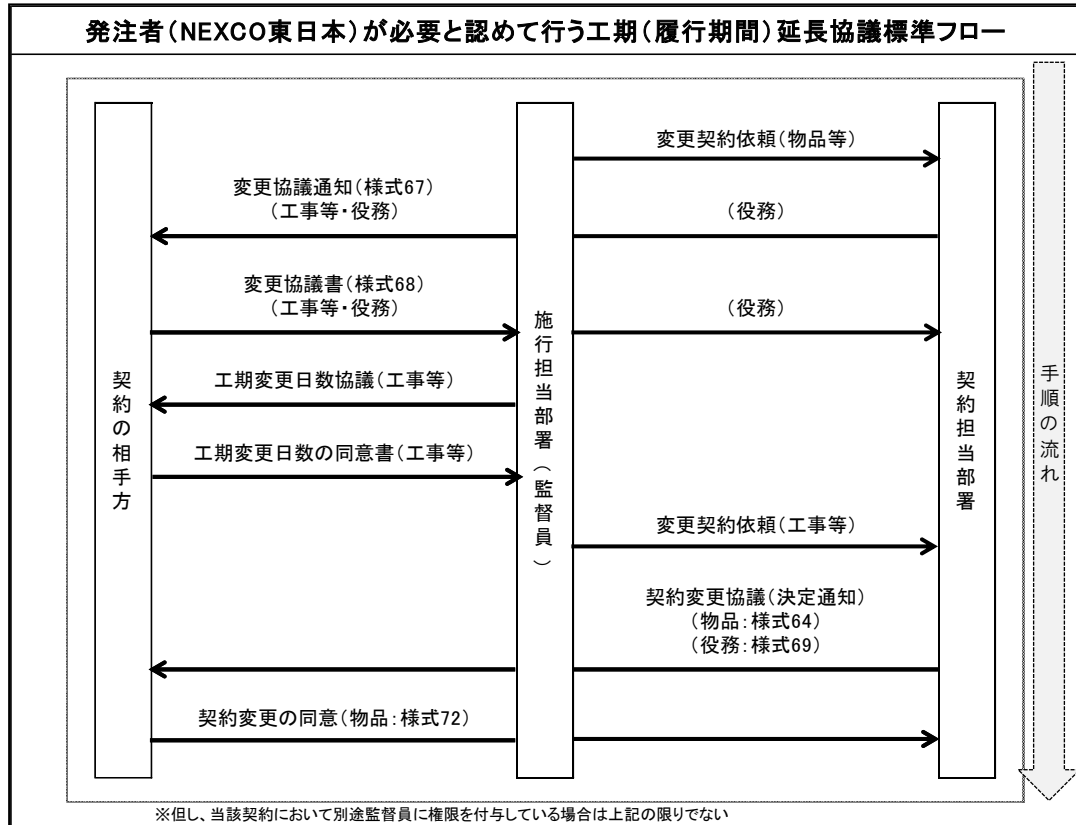 発注者(NEXCO東日本)が必要と認めて行う工期(履行期間)延長協議標準フロー
変更契約依頼(物品等)
変更協議通知(様式67)
(工事等・役務)
(役務)
変更協議書(様式68)
(工事等・役務)
(役務)
工期変更日数協議(工事等)
工期変更日数の同意書(工事等)
変更契約依頼(工事等)
契約変更協議(決定通知)
(物品:様式64)
(役務:様式69)
契約変更の同意(物品:様式72)
契約の相手方
施行担当部署(監督員)
契約担当部署
手順の流れ
※但し、当該契約において別途監督員に権限を付与している場合は上記の限りでない